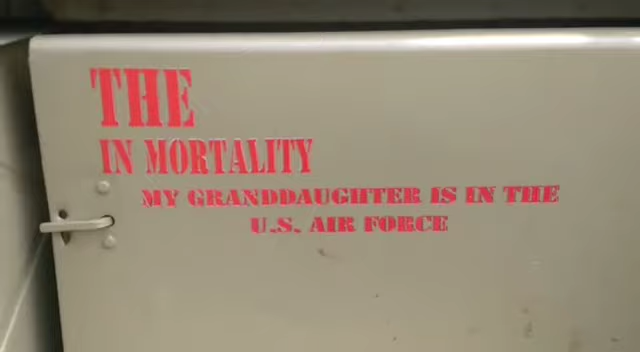 THE
IN MORTALITY
MY GRANDDAUGHTER IS IN THE
U.S. AIR FORCE